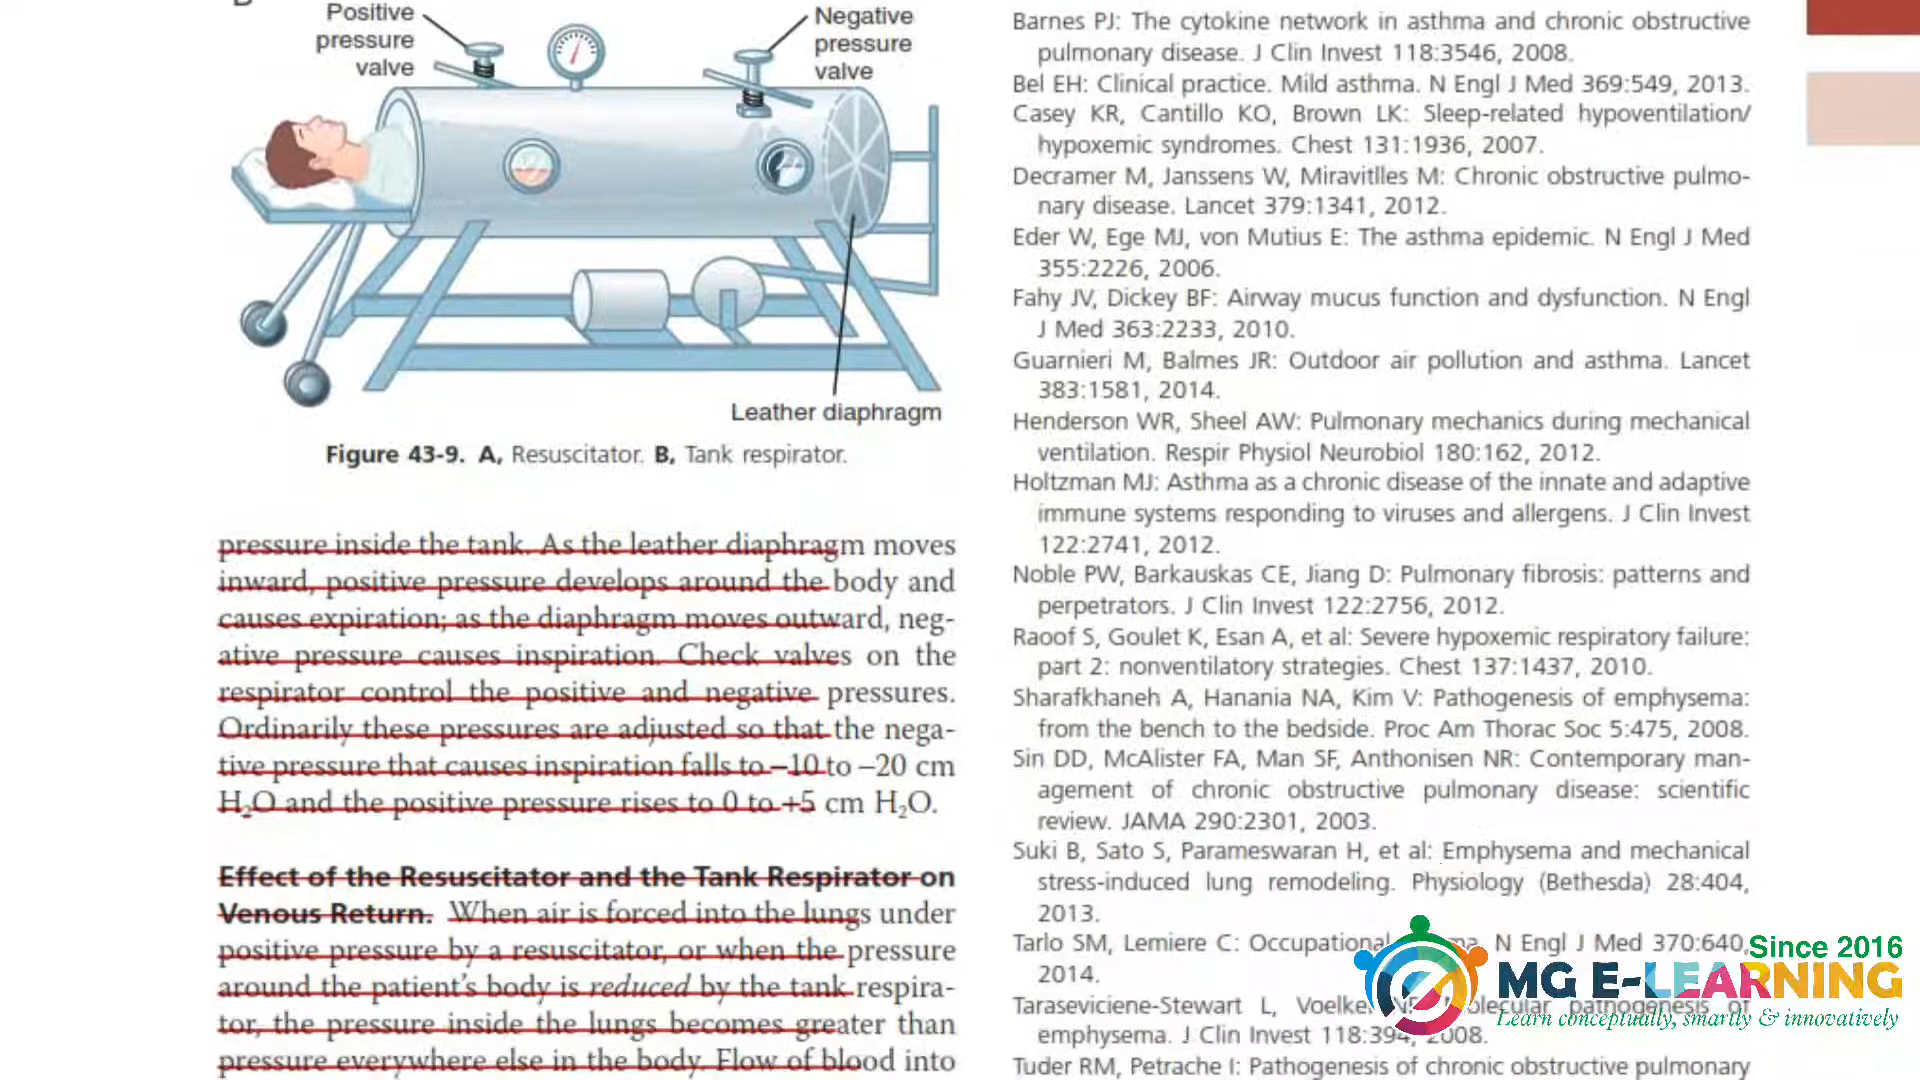 Positive
pressure
valve
Negative
pressure
valve
Leather diaphragm
Figure 43-9. A, Resuscitator. B, Tank respirator.
pressure inside the tank. As the leather diaphragm moves
inward, positive pressure develops around the body and
causes expiration; as the diaphragm moves outward, neg-
ative pressure causes inspiration. Check valves on the
respirator control the positive and negative pressures.
Ordinarily these pressures are adjusted so that the nega-
tive pressure that causes inspiration falls to −10 to −20 cm
H₂O and the positive pressure rises to 0 to +5 cm H₂O.
Effect of the Resuscitator and the Tank Respirator on
Venous Return. When air is forced into the lungs under
positive pressure by a resuscitator, or when the pressure
around the patient's body is reduced by the tank respira-
tor, the pressure inside the lungs becomes greater than
pressure everywhere else in the body. Flow of blood into
Barnes PJ: The cytokine network in asthma and chronic obstructive
pulmonary disease. J Clin Invest 118:3546, 2008.
Bel EH: Clinical practice. Mild asthma. N Engl J Med 369:549, 2013.
Casey KR, Cantillo KO, Brown LK: Sleep-related hypoventilation/
hypoxemic syndromes. Chest 131:1936, 2007.
Decramer M, Janssens W, Miravitlles M: Chronic obstructive pulmo-
nary disease. Lancet 379:1341, 2012.
Eder W, Ege MJ, von Mutius E: The asthma epidemic. N Engl J Med
355:2226, 2006.
Fahy JV, Dickey BF: Airway mucus function and dysfunction. N Engl
J Med 363:2233, 2010.
Guarnieri M, Balmes JR: Outdoor air pollution and asthma. Lancet
383:1581, 2014.
Henderson WR, Sheel AW: Pulmonary mechanics during mechanical
ventilation. Respir Physiol Neurobiol 180:162, 2012.
Holtzman MJ: Asthma as a chronic disease of the innate and adaptive
immune systems responding to viruses and allergens. J Clin Invest
122:2741, 2012.
Noble PW, Barkauskas CE, Jiang D: Pulmonary fibrosis: patterns and
perpetrators. J Clin Invest 122:2756, 2012.
Raoof S, Goulet K, Esan A, et al: Severe hypoxemic respiratory failure:
part 2: nonventilatory strategies. Chest 137:1437, 2010.
Sharafkhaneh A, Hanania NA, Kim V: Pathogenesis of emphysema:
from the bench to the bedside. Proc Am Thorac Soc 5:475, 2008.
Sin DD, McAlister FA, Man SF, Anthonisen NR: Contemporary man-
agement of chronic obstructive pulmonary disease: scientific
review. JAMA 290:2301, 2003.
Suki B, Sato S, Parameswaran H, et al: Emphysema and mechanical
stress-induced lung remodeling. Physiology (Bethesda) 28:404,
2013.
Tarlo SM, Lemiere C: Occupational N Engl J Med 370:640,
2014.
Taraseviciene-Stewart L, pathogenesis of
emphysema. J Clin Invest 118:394, 2008.
Tuder RM, Petrache I: Pathogenesis of chronic obstructive pulmonary
Since 2016
MG E-LEARNING
Learn conceptually, smartly & innovatively